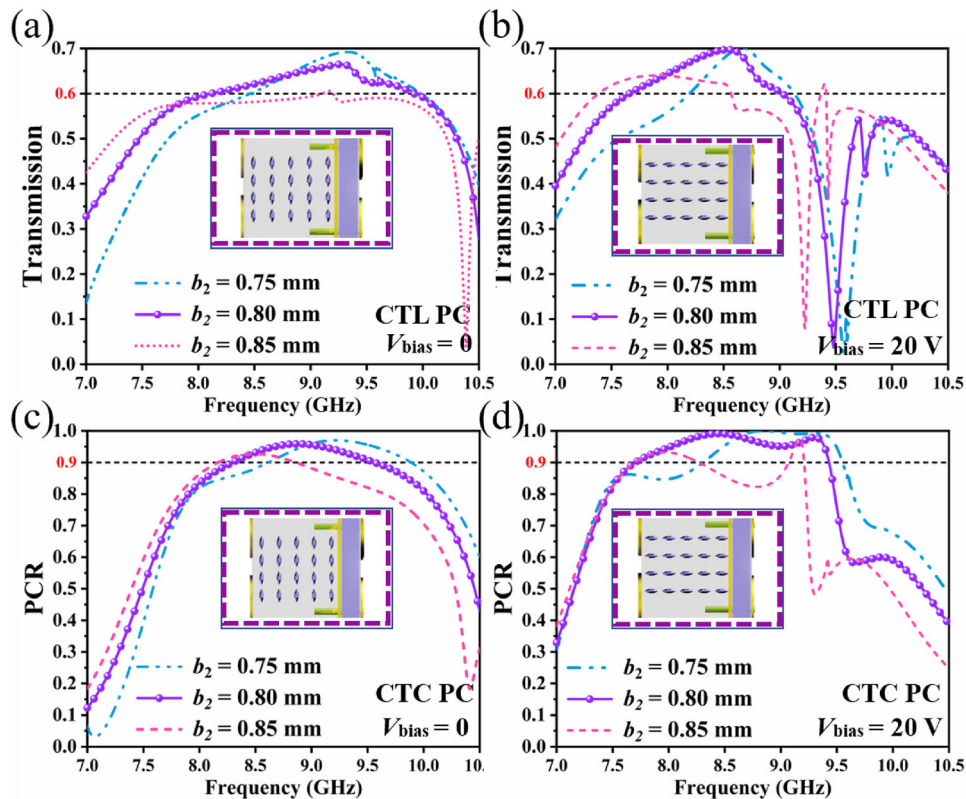 (a)
0.7
0.6
0.5
0.4
0.3
0.2
0.1
0.0
Transmission
b2 = 0.75 mm
b2 = 0.80 mm
b2 = 0.85 mm
CTL PC
Vbias = 0
7.0 7.5 8.0 8.5 9.0 9.5 10.0 10.5
Frequency (GHz)
(b)
0.7
0.6
0.5
0.4
0.3
0.2
0.1
0.0
Transmission
b2 = 0.75 mm
b2 = 0.80 mm
b2 = 0.85 mm
CTL PC
Vbias = 20 V
7.0 7.5 8.0 8.5 9.0 9.5 10.0 10.5
Frequency (GHz)
(c)
1.0
0.9
0.8
0.7
0.6
0.5
0.4
0.3
0.2
0.1
0.0
PCR
b2 = 0.75 mm
b2 = 0.80 mm
b2 = 0.85 mm
CTC PC
Vbias = 0
7.0 7.5 8.0 8.5 9.0 9.5 10.0 10.5
Frequency (GHz)
(d)
1.0
0.9
0.8
0.7
0.6
0.5
0.4
0.3
0.2
0.1
0.0
PCR
b2 = 0.75 mm
b2 = 0.80 mm
b2 = 0.85 mm
CTC PC
Vbias = 20 V
7.0 7.5 8.0 8.5 9.0 9.5 10.0 10.5
Frequency (GHz)